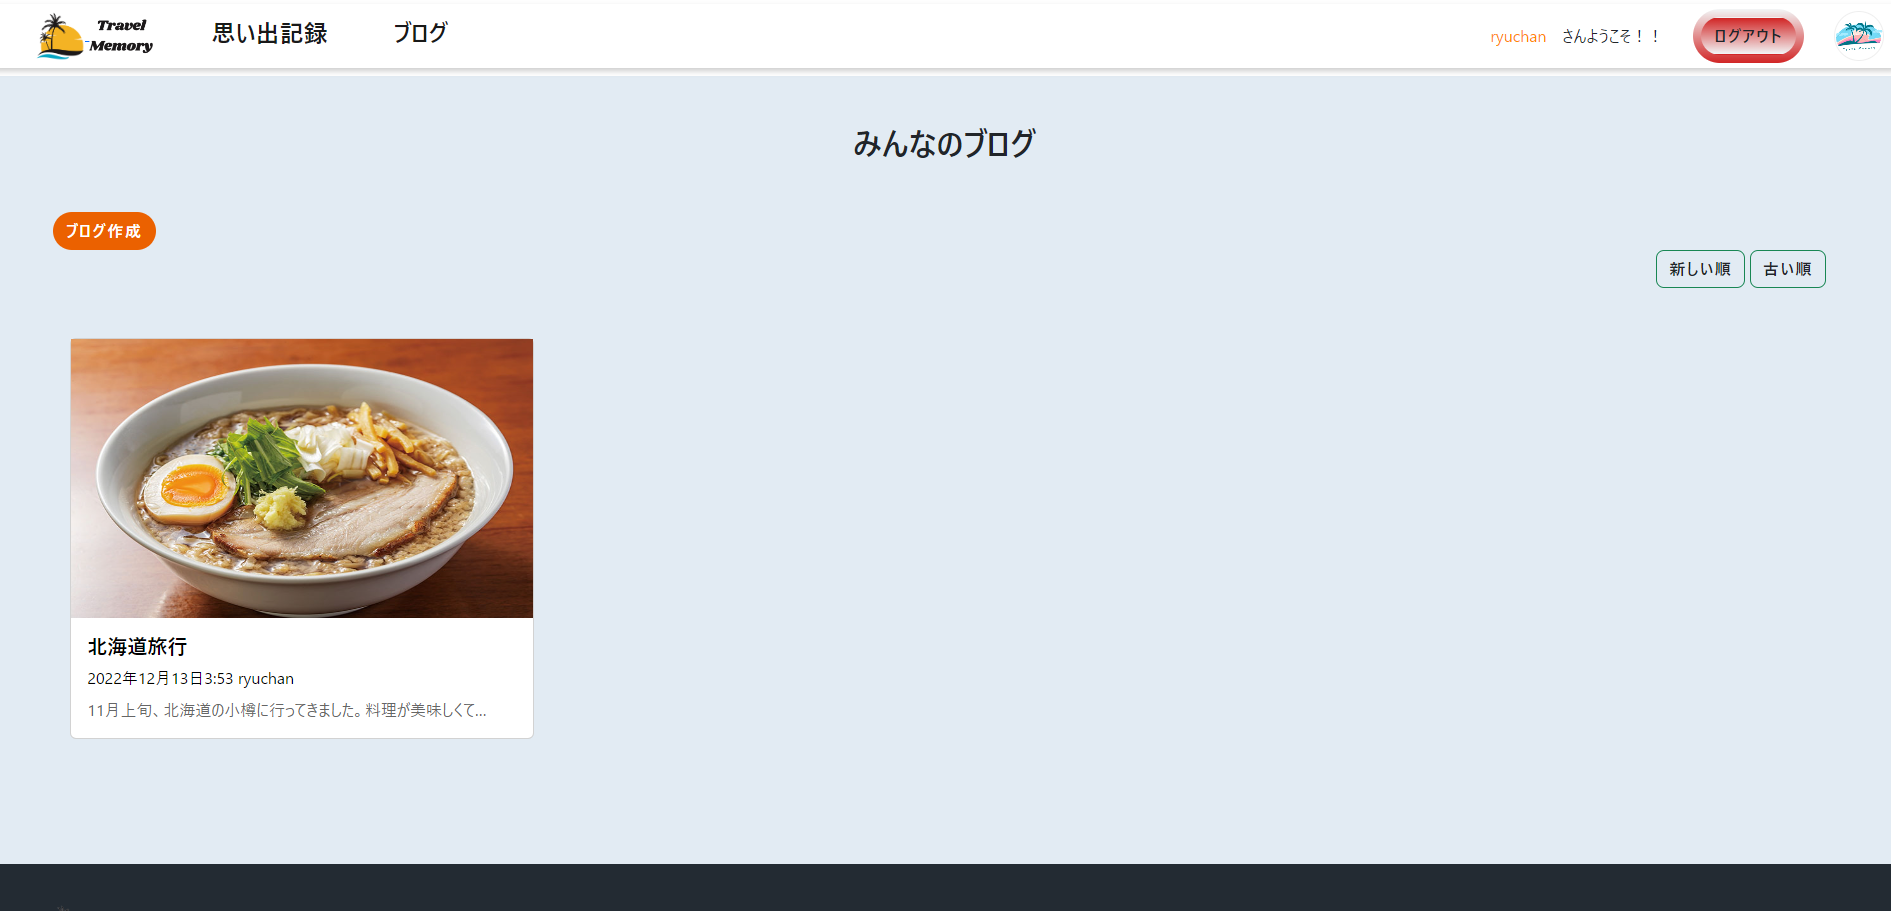 Travel
Memory
思い出記録
ブログ
ryuchan さんようこそ！！
ログアウト
みんなのブログ
ブログ作成
新しい順
古い順
北海道旅行
2022年12月13日3:53 ryuchan
11月上旬、北海道の小樽に行ってきました。料理が美味しくて...